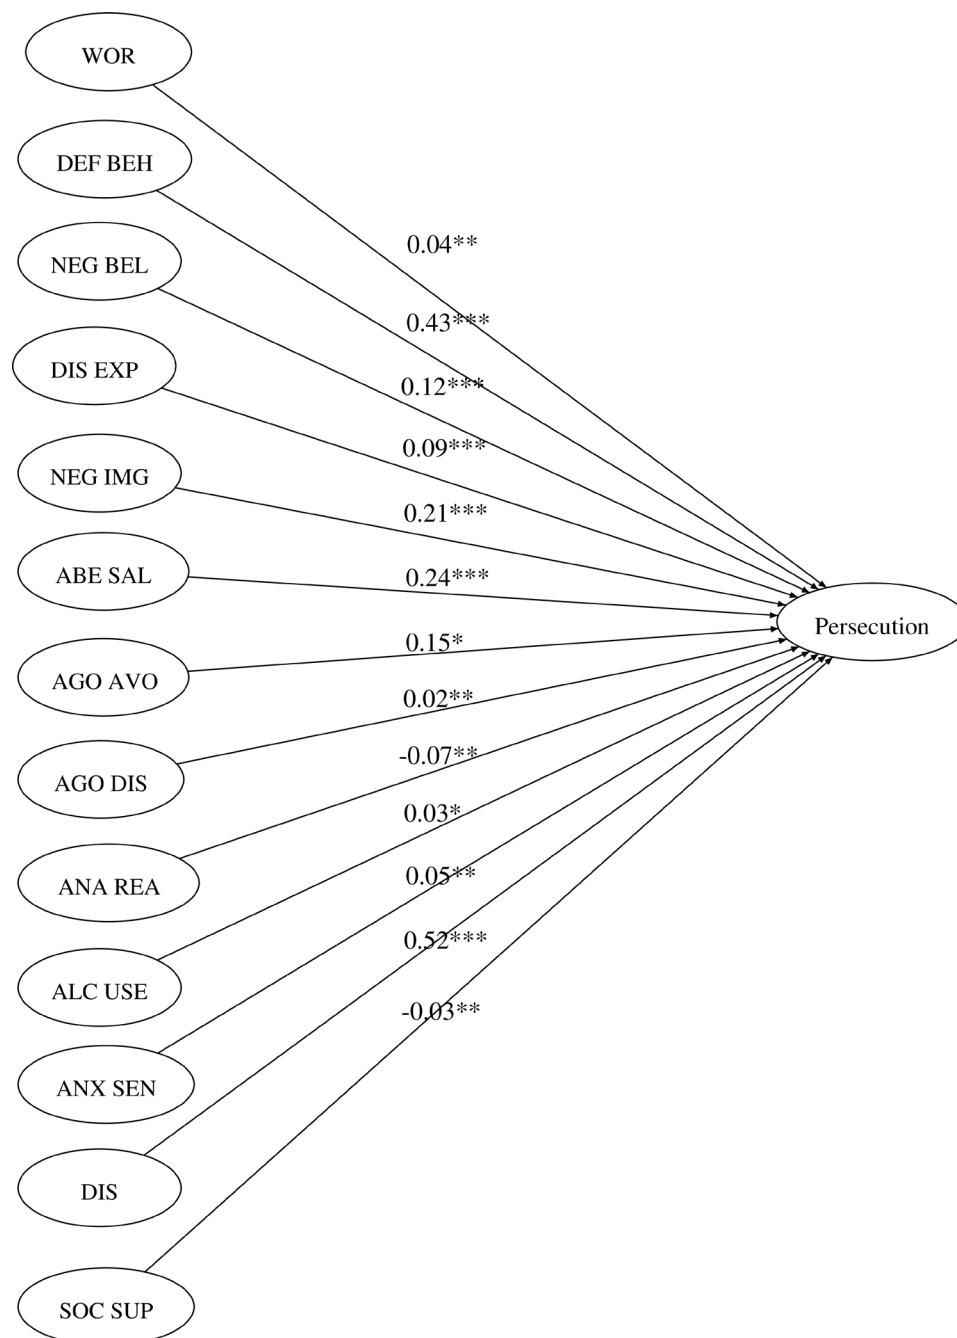 WOR
DEF BEH
NEG BEL
DIS EXP
NEG IMG
ABE SAL
AGO AVO
AGO DIS
ANA REA
ALC USE
ANX SEN
DIS
SOC SUP
0.04**
0.43***
0.12***
0.09***
0.21***
0.24***
0.15*
0.02**
-0.07**
0.03*
0.05**
0.52***
-0.03**
Persecution